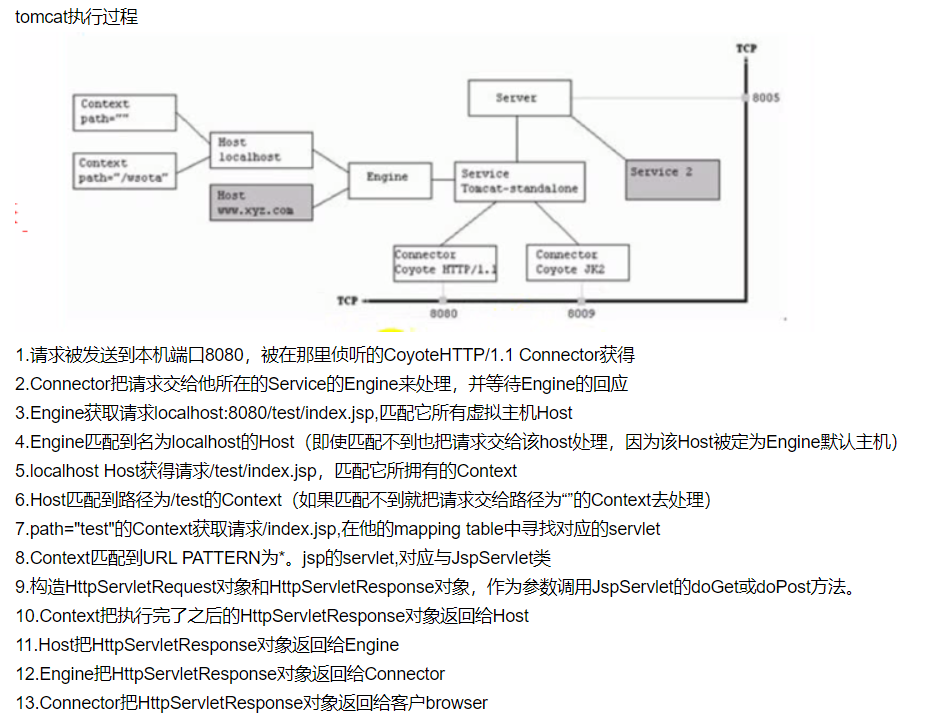 tomcat执行过程
TCP
Context
path=""
Server
8005
Host
localhost
Context
path="/wsota"
Engine
Service
Tomcat-standalone
Service 2
Host
www.xyz.com
Connector
Coyote HTTP/1.1
Connector
Coyote JK2
TCP
8080
8009
1.请求被发送到本机端口8080，被在那里侦听的CoyoteHTTP/1.1 Connector获得
2.Connector把请求交给他所在的Service的Engine来处理，并等待Engine的回应
3.Engine获取请求localhost:8080/test/index.jsp,匹配它所有虚拟主机Host
4.Engine匹配到名为localhost的Host（即使匹配不到也把请求交给该host处理，因为该Host被定为Engine默认主机）
5.localhost Host获得请求/test/index.jsp，匹配它所拥有的Context
6.Host匹配到路径为/test的Context（如果匹配不到就把请求交给路径为“”的Context去处理）
7.path="test"的Context获取请求/index.jsp,在他的mapping table中寻找对应的servlet
8.Context匹配到URL PATTERN为*。jsp的servlet,对应与JspServlet类
9.构造HttpServletRequest对象和HttpServletResponse对象，作为参数调用JspServlet的doGet或doPost方法。
10.Context把执行完了之后的HttpServletResponse对象返回给Host
11.Host把HttpServletResponse对象返回给Engine
12.Engine把HttpServletResponse对象返回给Connector
13.Connector把HttpServletResponse对象返回给客户browser